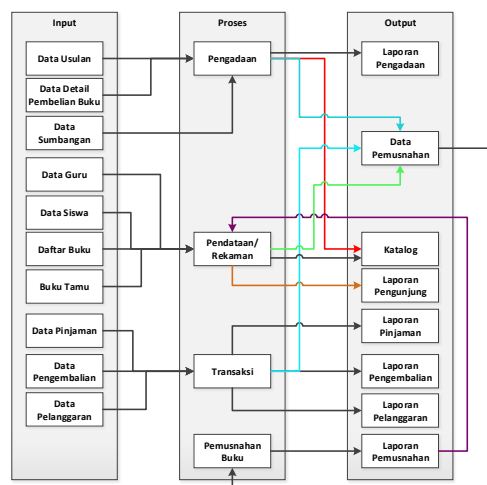 Input
Data Usulan
Data Detail
Pembelian Buku
Data
Sumbangan
Data Guru
Data Siswa
Daftar Buku
Buku Tamu
Data Pinjaman
Data
Pengembalian
Data
Pelanggaran
Proses
Pengadaan
Pendataan/
Rekaman
Transaksi
Pemusnahan
Buku
Output
Laporan
Pengadaan
Data
Pemusnahan
Katalog
Laporan
Pengunjung
Laporan
Pinjaman
Laporan
Pengembalian
Laporan
Pelanggaran
Laporan
Pemusnahan